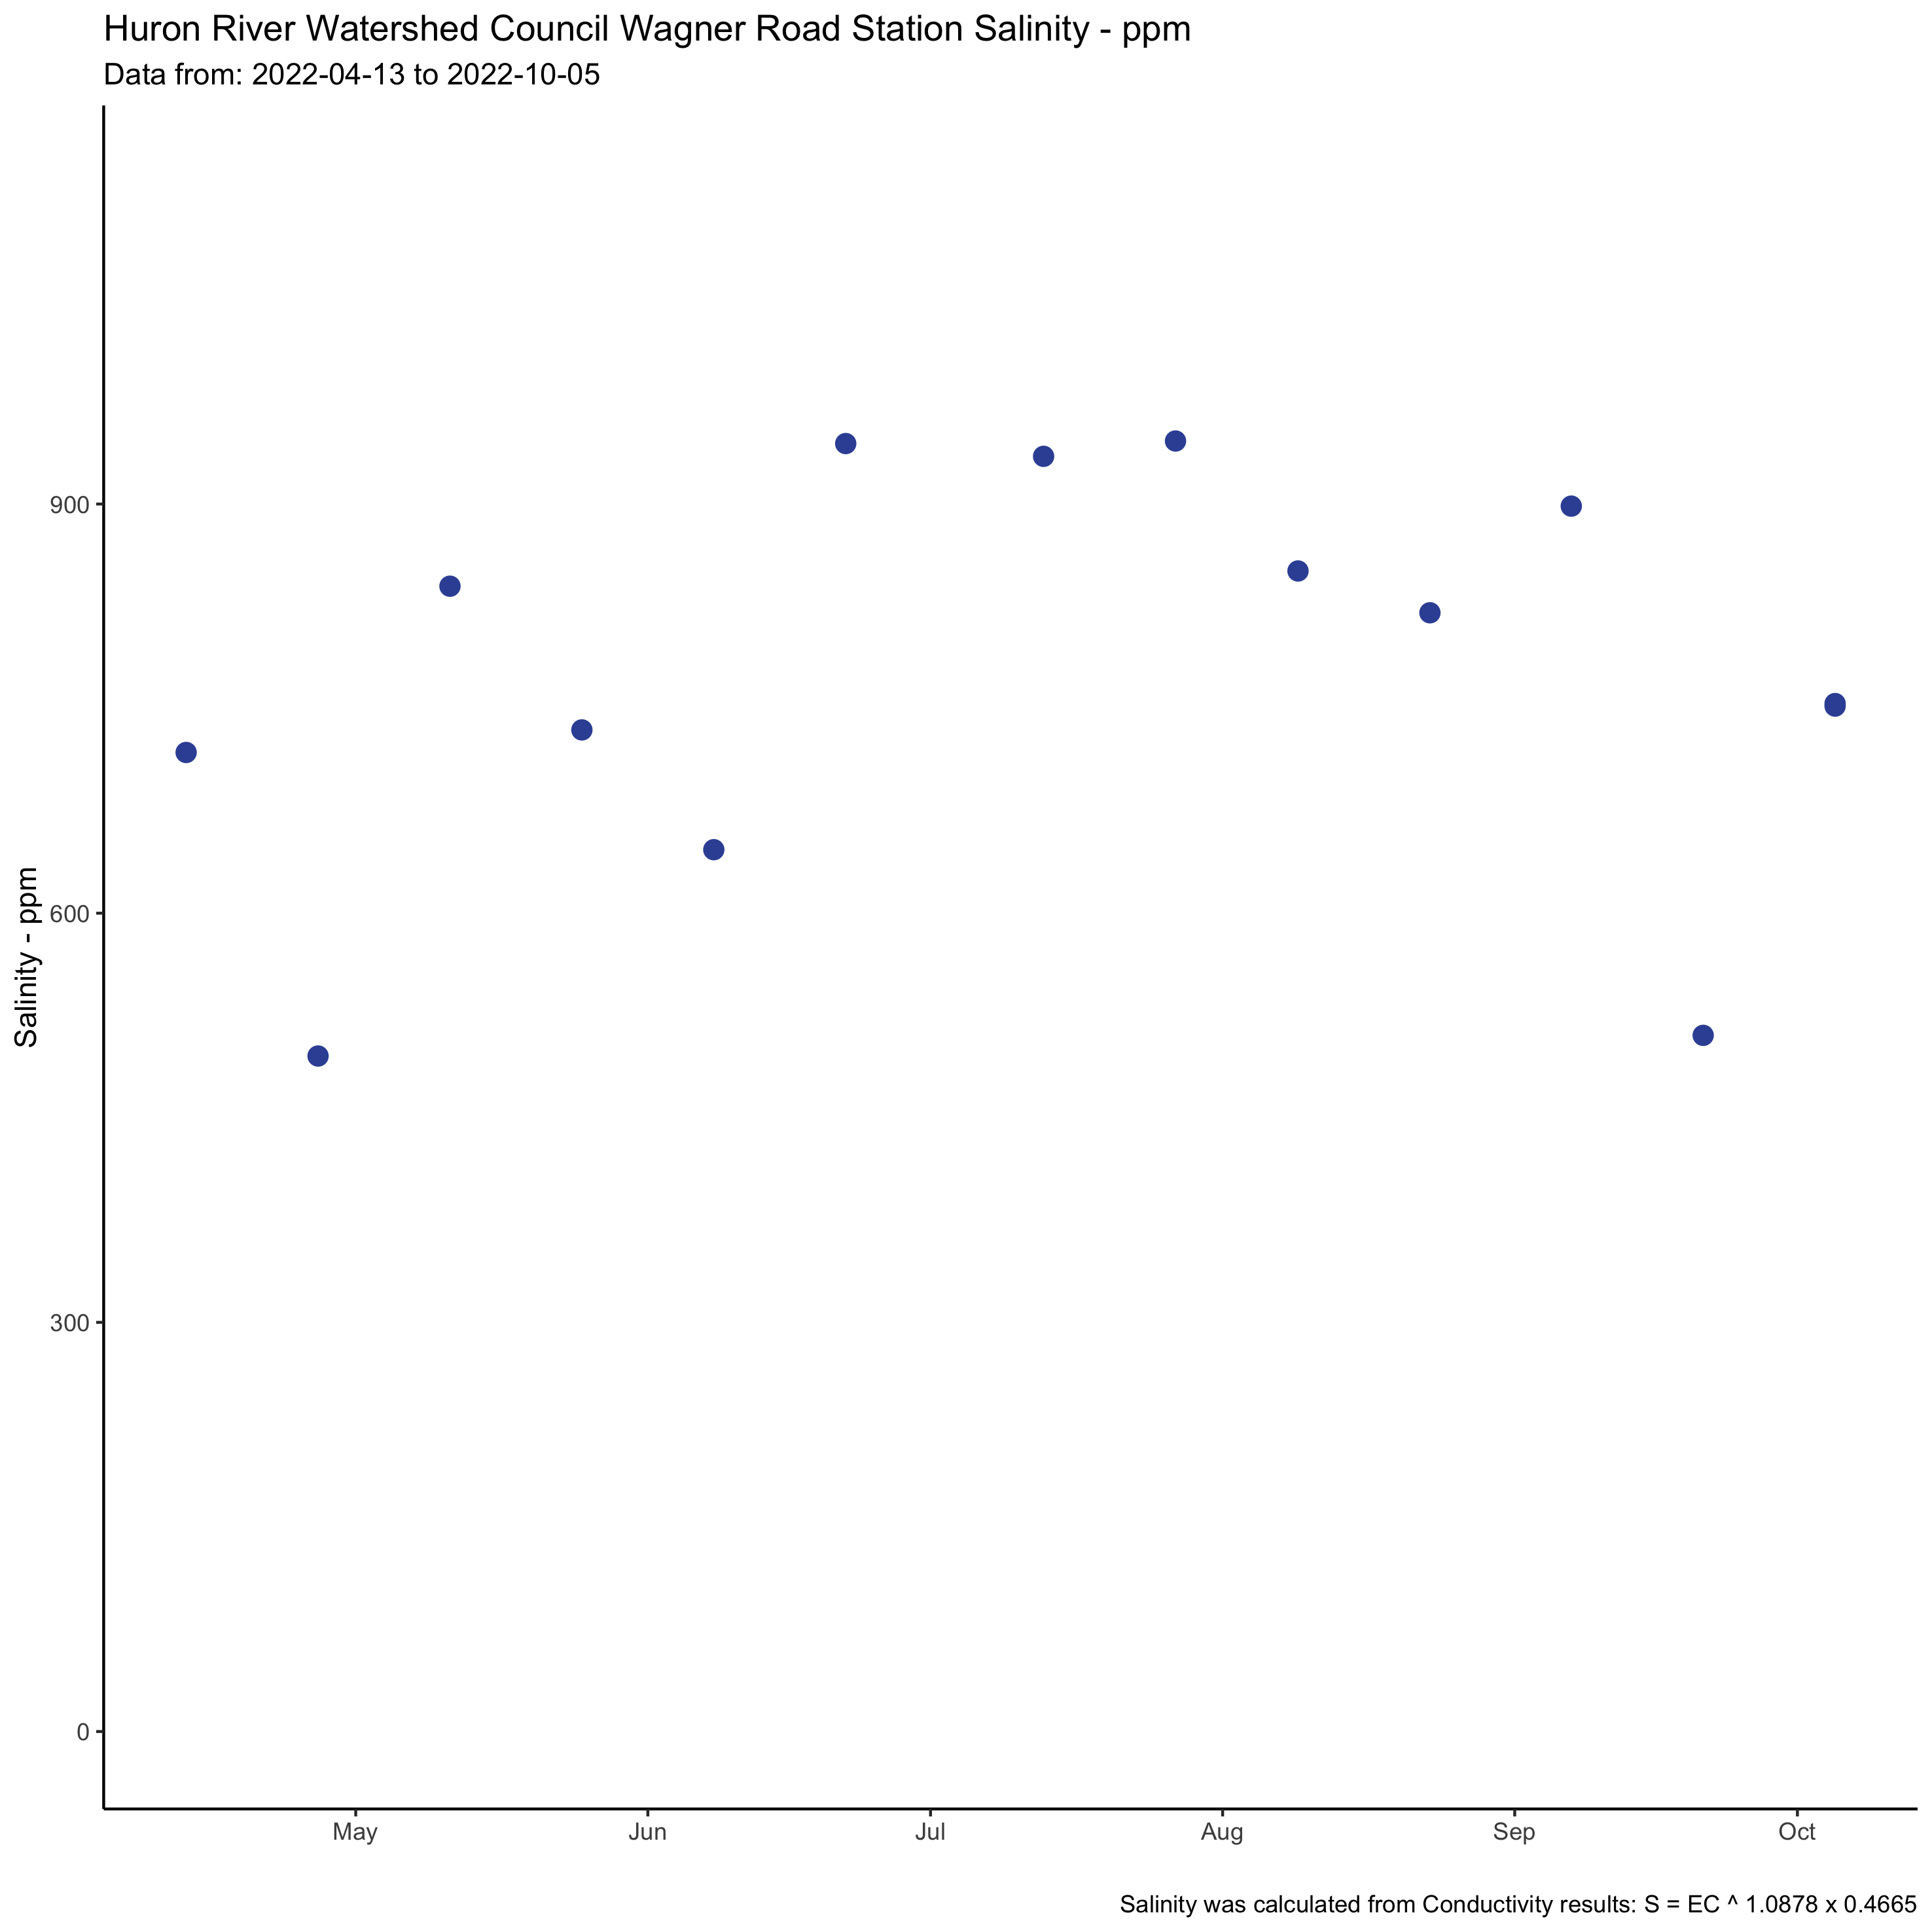 Huron River Watershed Council Wagner Road Station Salinity - ppm
Data from: 2022-04-13 to 2022-10-05
Salinity - ppm
900
600
300
0
May Jun Jul Aug Sep Oct
Salinity was calculated from Conductivity results: S = EC ^ 1.0878 x 0.4665